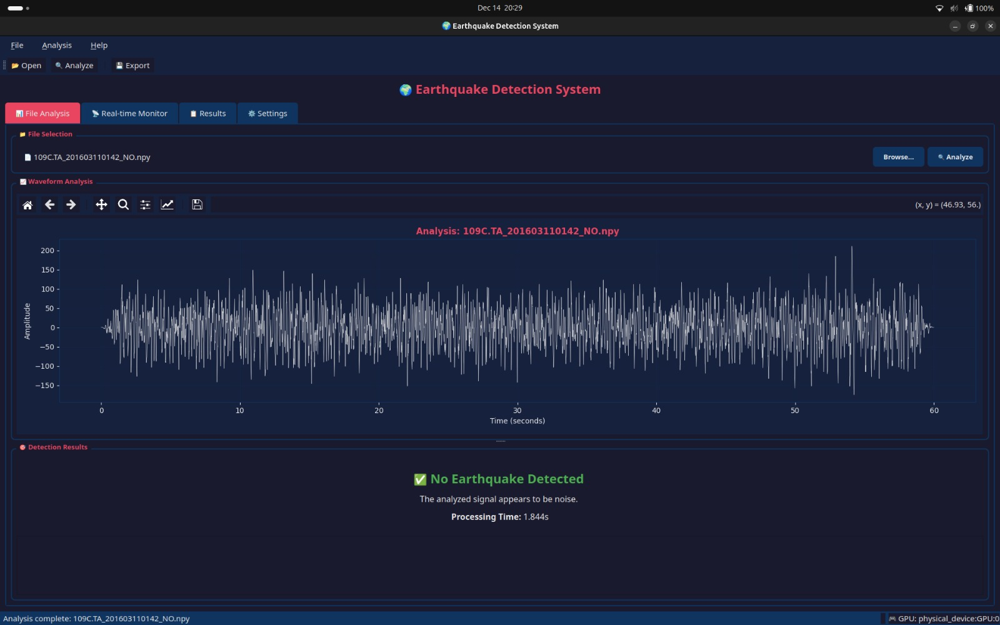 Dec 14 20:29
100%
Earthquake Detection System
File Analysis Help
Open Analyze Export
Earthquake Detection System
File Analysis Real-time Monitor Results Settings
File Selection
109C.TA_201603110142_NO.npy Browse... Analyze
Waveform Analysis
(x, y) = (46.93, 56.)
Analysis: 109C.TA_201603110142_NO.npy
200
150
100
50
0
−50
−100
−150
Amplitude
0 10 20 30 40 50 60
Time (seconds)
Detection Results
No Earthquake Detected
The analyzed signal appears to be noise.
Processing Time: 1.844s
Analysis complete: 109C.TA_201603110142_NO.npy
GPU: physical_device:GPU:0